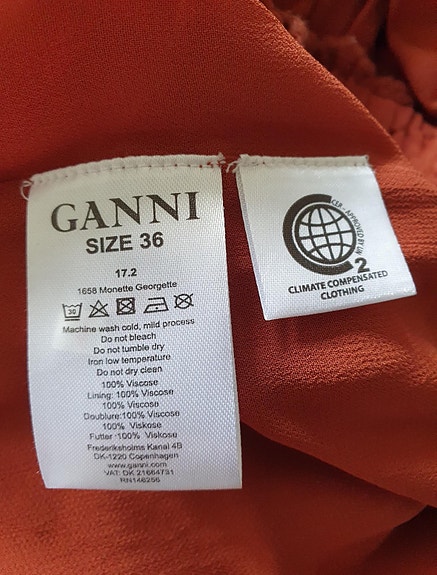 GANNI
SIZE 36
17.2
1658 Monette Georgette
30
Machine wash cold, mild process
Do not bleach
Do not tumble dry
Iron low temperature
Do not dry clean
100% Viscose
Lining: 100% Viscose
100% Viscose
Doublure:100% Viscose
100% Viskose
Futter :100% Viskose
Frederiksholms Kanal 4B
DK-1220 Copenhagen
www.ganni.com
VAT: DK 21664731
RN146256
CER - APPROVED BY UN
2
CLIMATE COMPENSATED
CLOTHING